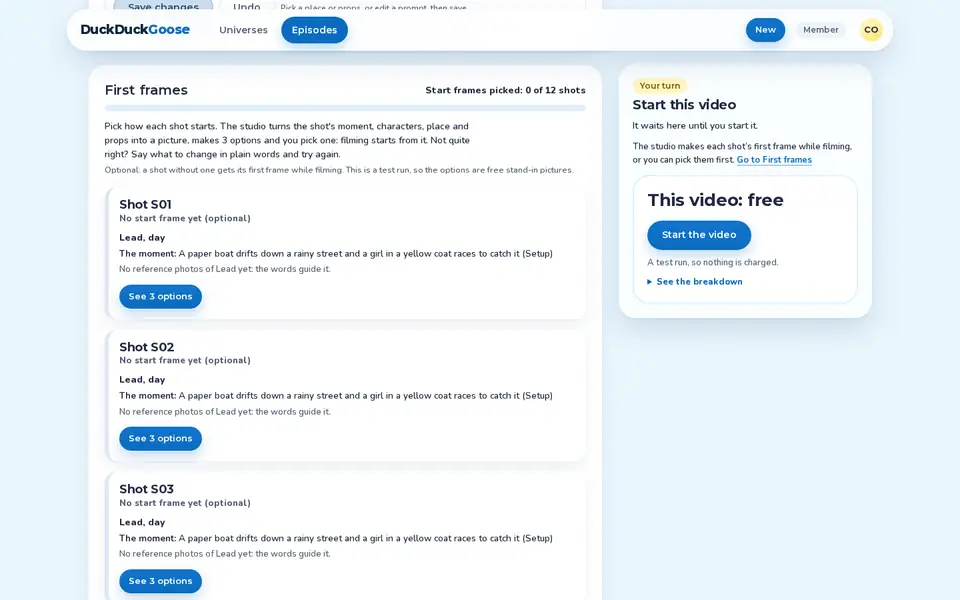 Save changes
Undo
Pick a place or props, or edit a prompt, then save.
DuckDuckGoose
Universes
Episodes
New
Member
CO
First frames
Start frames picked: 0 of 12 shots
Pick how each shot starts. The studio turns the shot's moment, characters, place and
props into a picture, makes 3 options and you pick one: filming starts from it. Not quite
right? Say what to change in plain words and try again.
Optional: a shot without one gets its first frame while filming. This is a test run, so the options are free stand-in pictures.
Shot S01
No start frame yet (optional)
Lead, day
The moment: A paper boat drifts down a rainy street and a girl in a yellow coat races to catch it (Setup)
No reference photos of Lead yet: the words guide it.
See 3 options
Shot S02
No start frame yet (optional)
Lead, day
The moment: A paper boat drifts down a rainy street and a girl in a yellow coat races to catch it (Setup)
No reference photos of Lead yet: the words guide it.
See 3 options
Shot S03
No start frame yet (optional)
Lead, day
The moment: A paper boat drifts down a rainy street and a girl in a yellow coat races to catch it (Setup)
No reference photos of Lead yet: the words guide it.
See 3 options
Your turn
Start this video
It waits here until you start it.
The studio makes each shot's first frame while filming,
or you can pick them first. Go to First frames
This video: free
Start the video
A test run, so nothing is charged.
See the breakdown